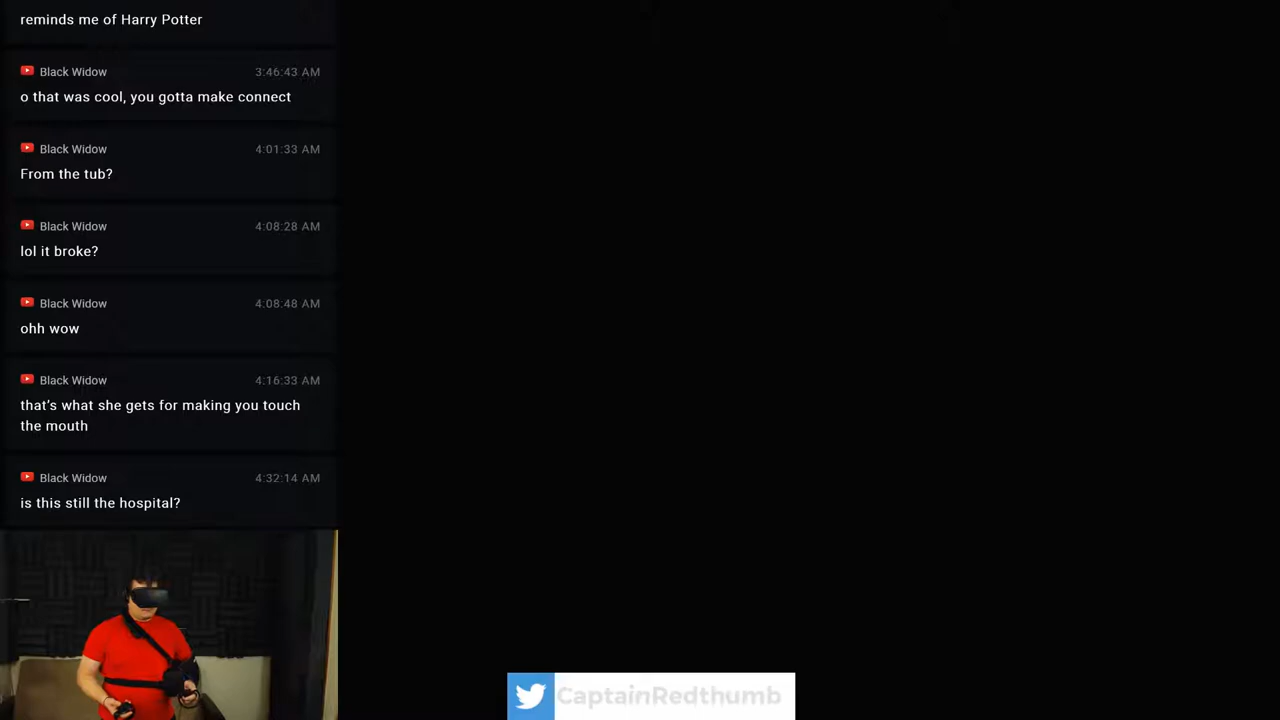 reminds me of Harry Potter
Black Widow 3:46:43 AM
o that was cool, you gotta make connect
Black Widow 4:01:33 AM
From the tub?
Black Widow 4:08:28 AM
lol it broke?
Black Widow 4:08:48 AM
ohh wow
Black Widow 4:16:33 AM
that's what she gets for making you touch
the mouth
Black Widow 4:32:14 AM
is this still the hospital?
CaptainRedthumb